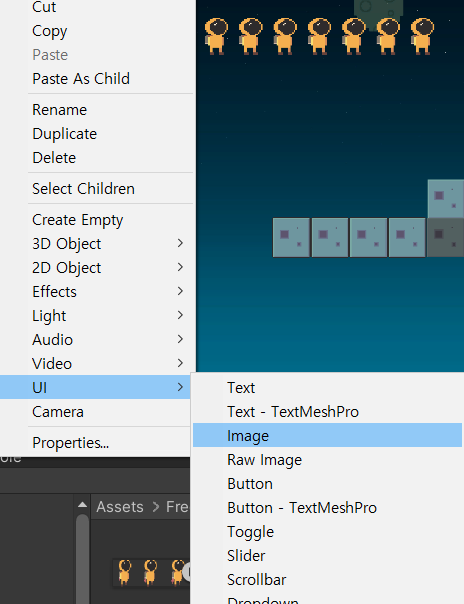 Cut
Copy
Paste
Paste As Child
Rename
Duplicate
Delete
Select Children
Create Empty
3D Object
2D Object
Effects
Light
Audio
Video
UI
Camera
Properties...
Text
Text - TextMeshPro
Image
Raw Image
Button
Button - TextMeshPro
Toggle
Slider
Scrollbar
Dropdown
Assets > Fre